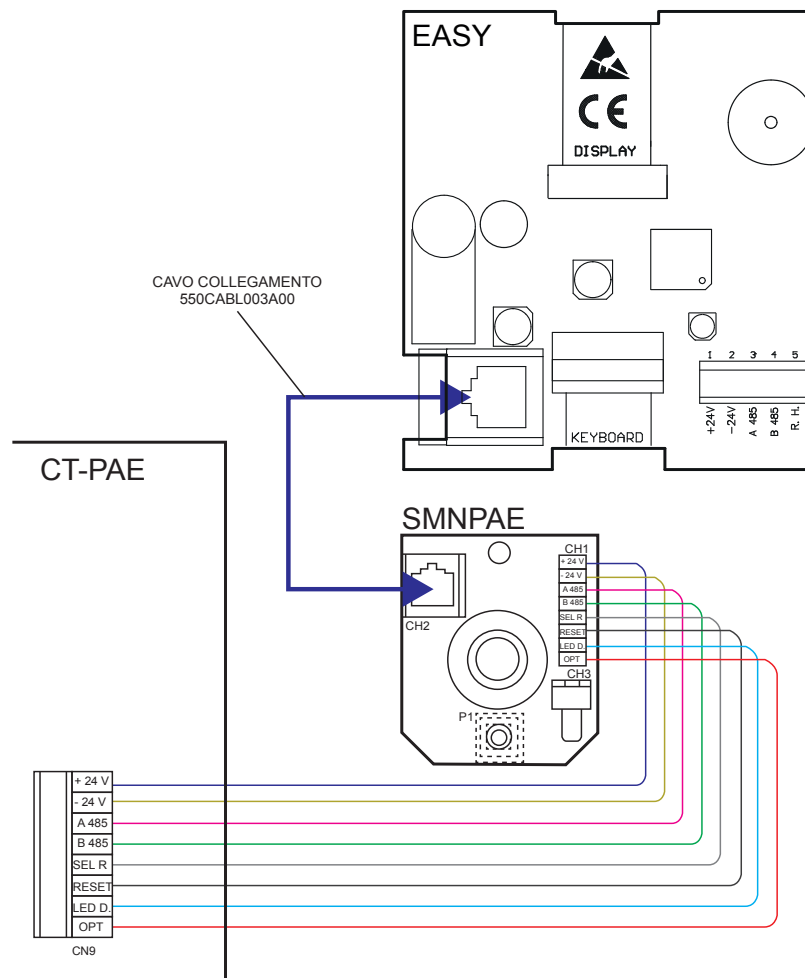 EASY
CE
DISPLAY
CAVO COLLEGAMENTO
550CABL003A00
1 2 3 4 5
+24V
-24V
A 485
B 485
R. H.
KEYBOARD
CT-PAE
SMNPAE
CH1
+ 24 V
- 24 V
A 485
B 485
SEL R
RESET
LED D.
OPT
CH2
CH3
P1
+ 24 V
- 24 V
A 485
B 485
SEL R
RESET
LED D.
OPT
CN9